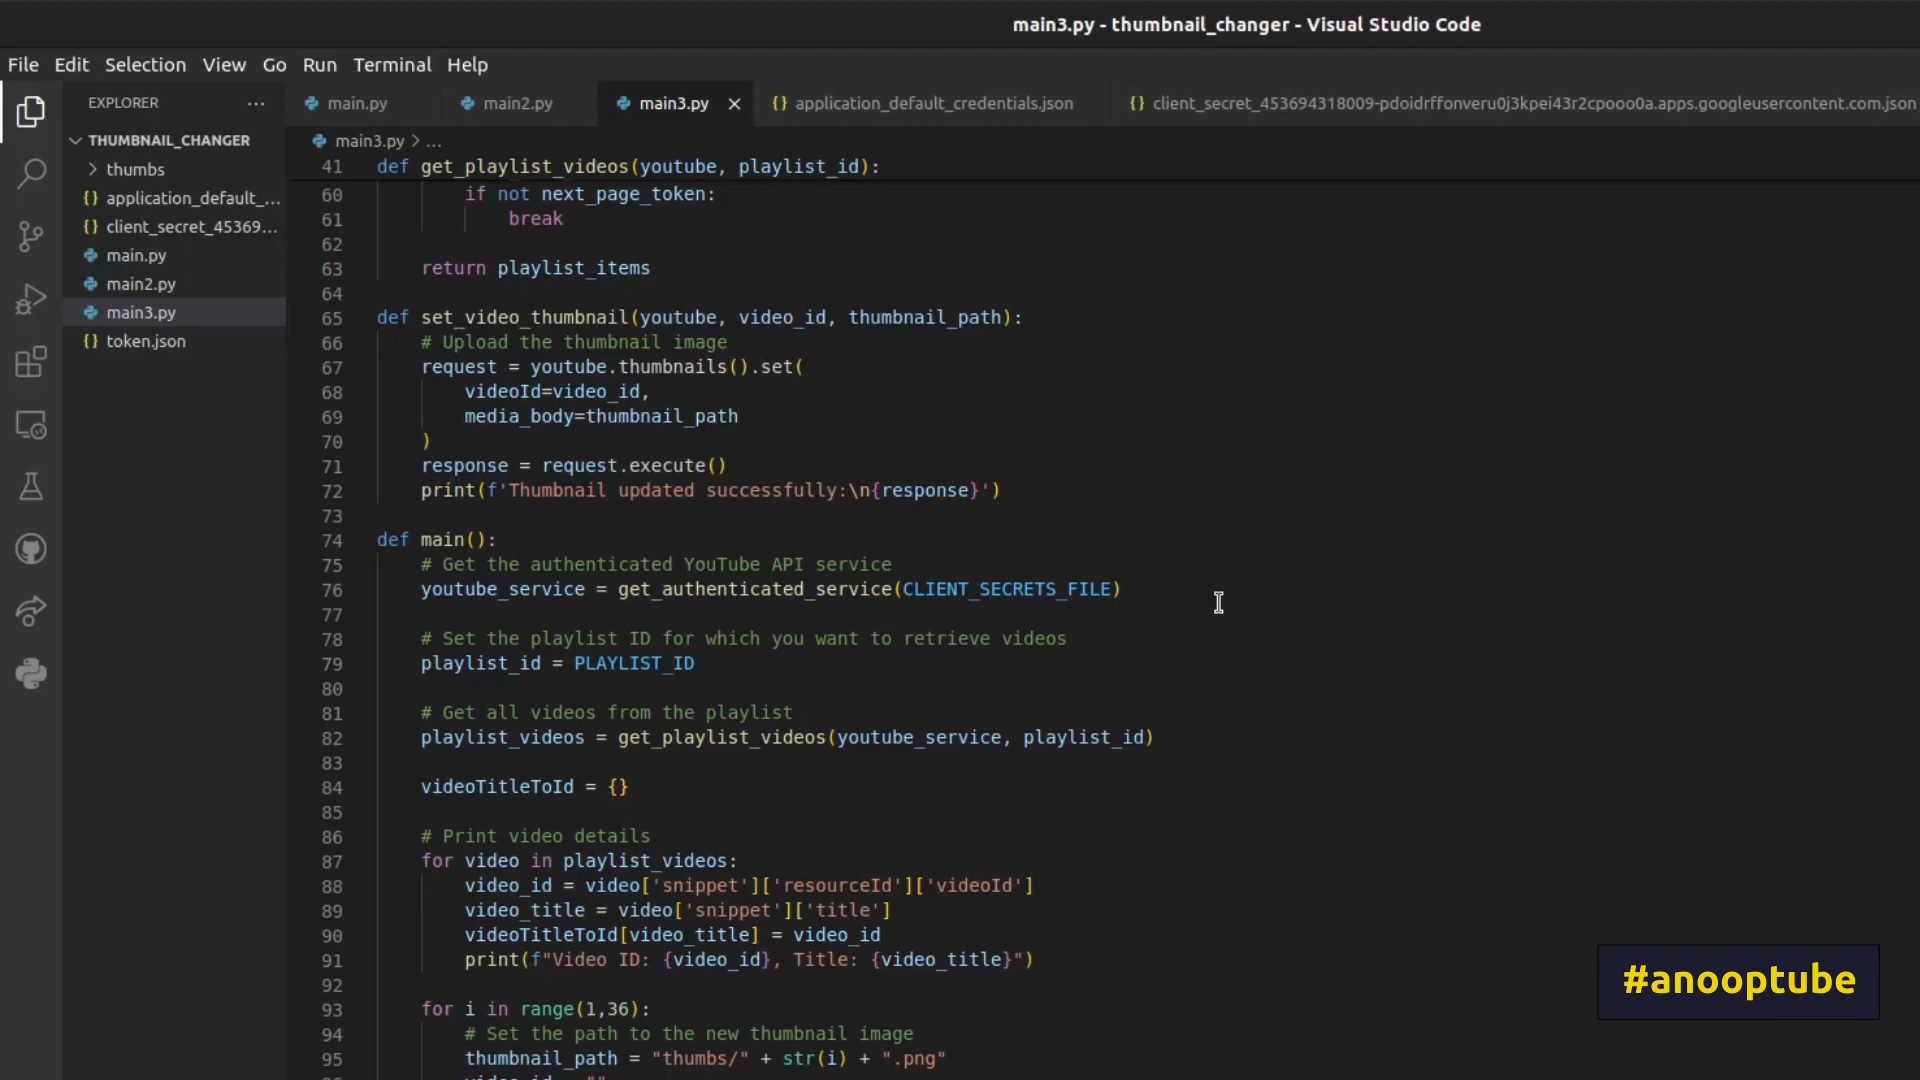 main3.py - thumbnail_changer - Visual Studio Code
File Edit Selection View Go Run Terminal Help
EXPLORER ...
main.py main2.py main3.py application_default_credentials.json client_secret_453694318009-pdoidrffonveru0j3kpei43r2cpooo0a.apps.googleusercontent.com.json
THUMBNAIL_CHANGER
thumbs
application_default_...
client_secret_45369...
main.py
main2.py
main3.py
token.json
main3.py > ...
41 def get_playlist_videos(youtube, playlist_id):
60 if not next_page_token:
61 break
62
63 return playlist_items
64
65 def set_video_thumbnail(youtube, video_id, thumbnail_path):
66 # Upload the thumbnail image
67 request = youtube.thumbnails().set(
68 videoId=video_id,
69 media_body=thumbnail_path
70 )
71 response = request.execute()
72 print(f'Thumbnail updated successfully:\n{response}')
73
74 def main():
75 # Get the authenticated YouTube API service
76 youtube_service = get_authenticated_service(CLIENT_SECRETS_FILE)
77
78 # Set the playlist ID for which you want to retrieve videos
79 playlist_id = PLAYLIST_ID
80
81 # Get all videos from the playlist
82 playlist_videos = get_playlist_videos(youtube_service, playlist_id)
83
84 videoTitleToId = {}
85
86 # Print video details
87 for video in playlist_videos:
88 video_id = video['snippet']['resourceId']['videoId']
89 video_title = video['snippet']['title']
90 videoTitleToId[video_title] = video_id
91 print(f"Video ID: {video_id}, Title: {video_title}")
92
93 for i in range(1,36):
94 # Set the path to the new thumbnail image
95 thumbnail_path = "thumbs/" + str(i) + ".png"
#anooptube